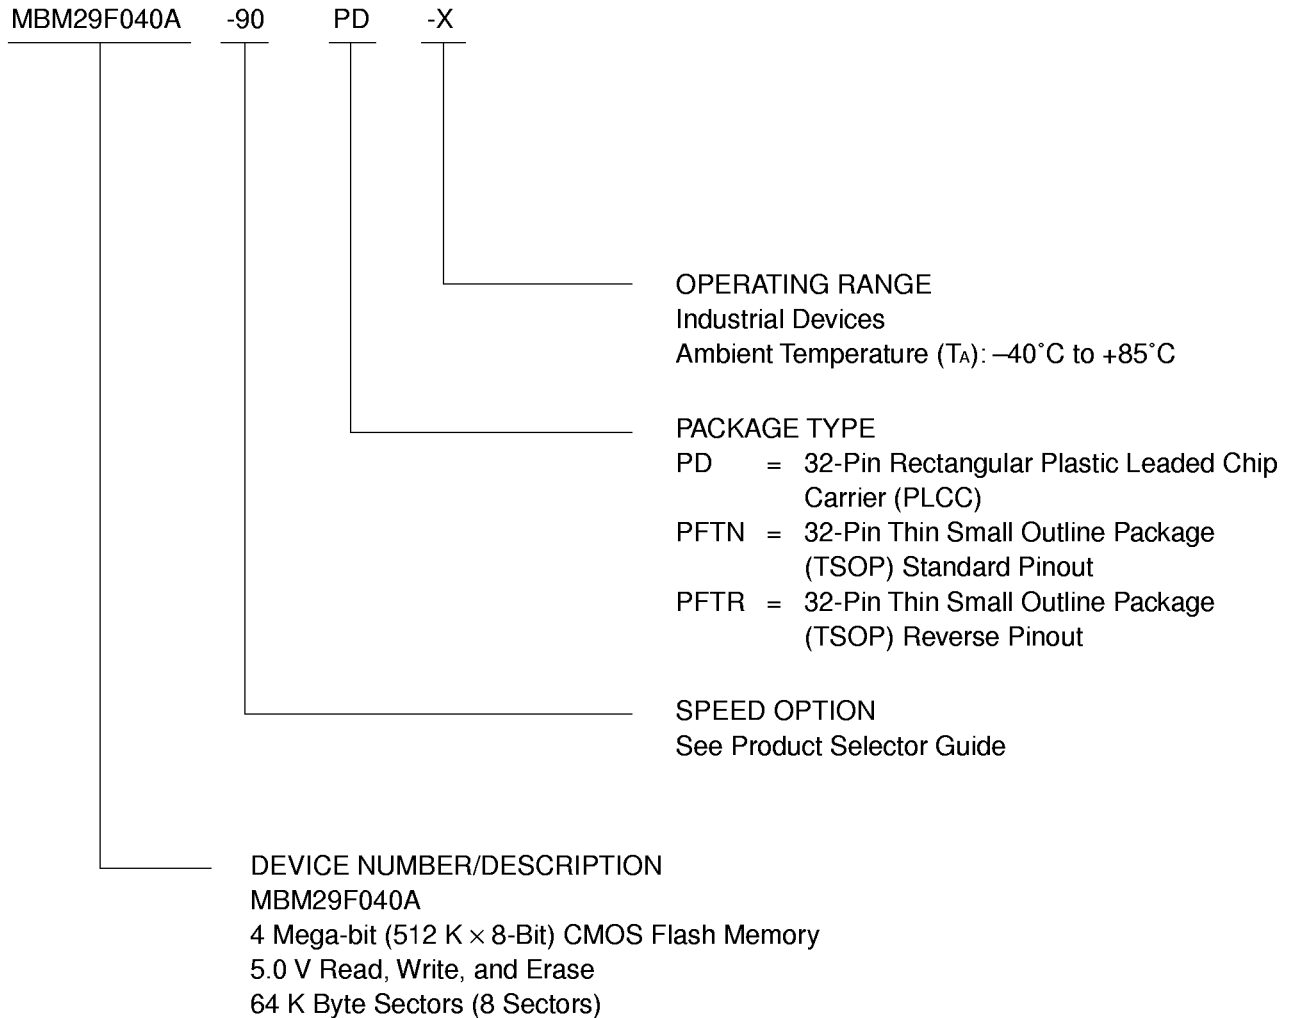 MBM29F040A -90 PD -X
OPERATING RANGE
Industrial Devices
Ambient Temperature (TA): –40˚C to +85˚C
PACKAGE TYPE
PD = 32-Pin Rectangular Plastic Leaded Chip
Carrier (PLCC)
PFTN = 32-Pin Thin Small Outline Package
(TSOP) Standard Pinout
PFTR = 32-Pin Thin Small Outline Package
(TSOP) Reverse Pinout
SPEED OPTION
See Product Selector Guide
DEVICE NUMBER/DESCRIPTION
MBM29F040A
4 Mega-bit (512 K × 8-Bit) CMOS Flash Memory
5.0 V Read, Write, and Erase
64 K Byte Sectors (8 Sectors)